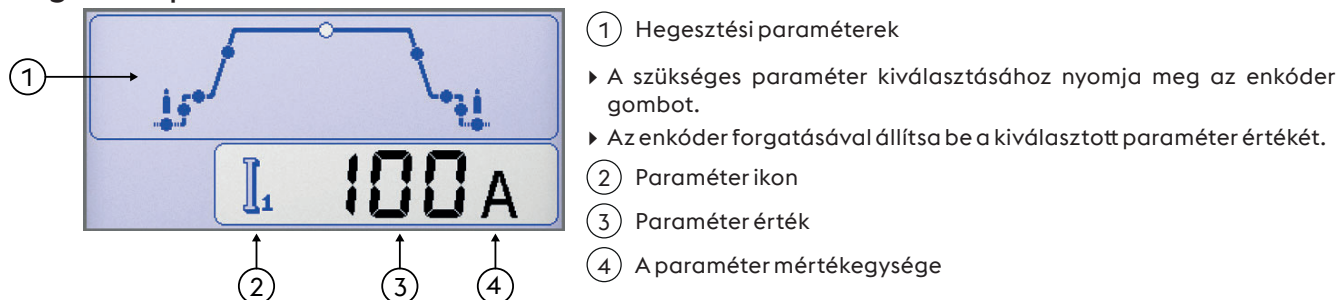 1 Hegesztési paraméterek
▸ A szükséges paraméter kiválasztásához nyomja meg az enkóder
gombot.
▸ Az enkóder forgatásával állítsa be a kiválasztott paraméter értékét.
2 Paraméter ikon
3 Paraméter érték
4 A paraméter mértékegysége
1
I1 100 A
2 3 4